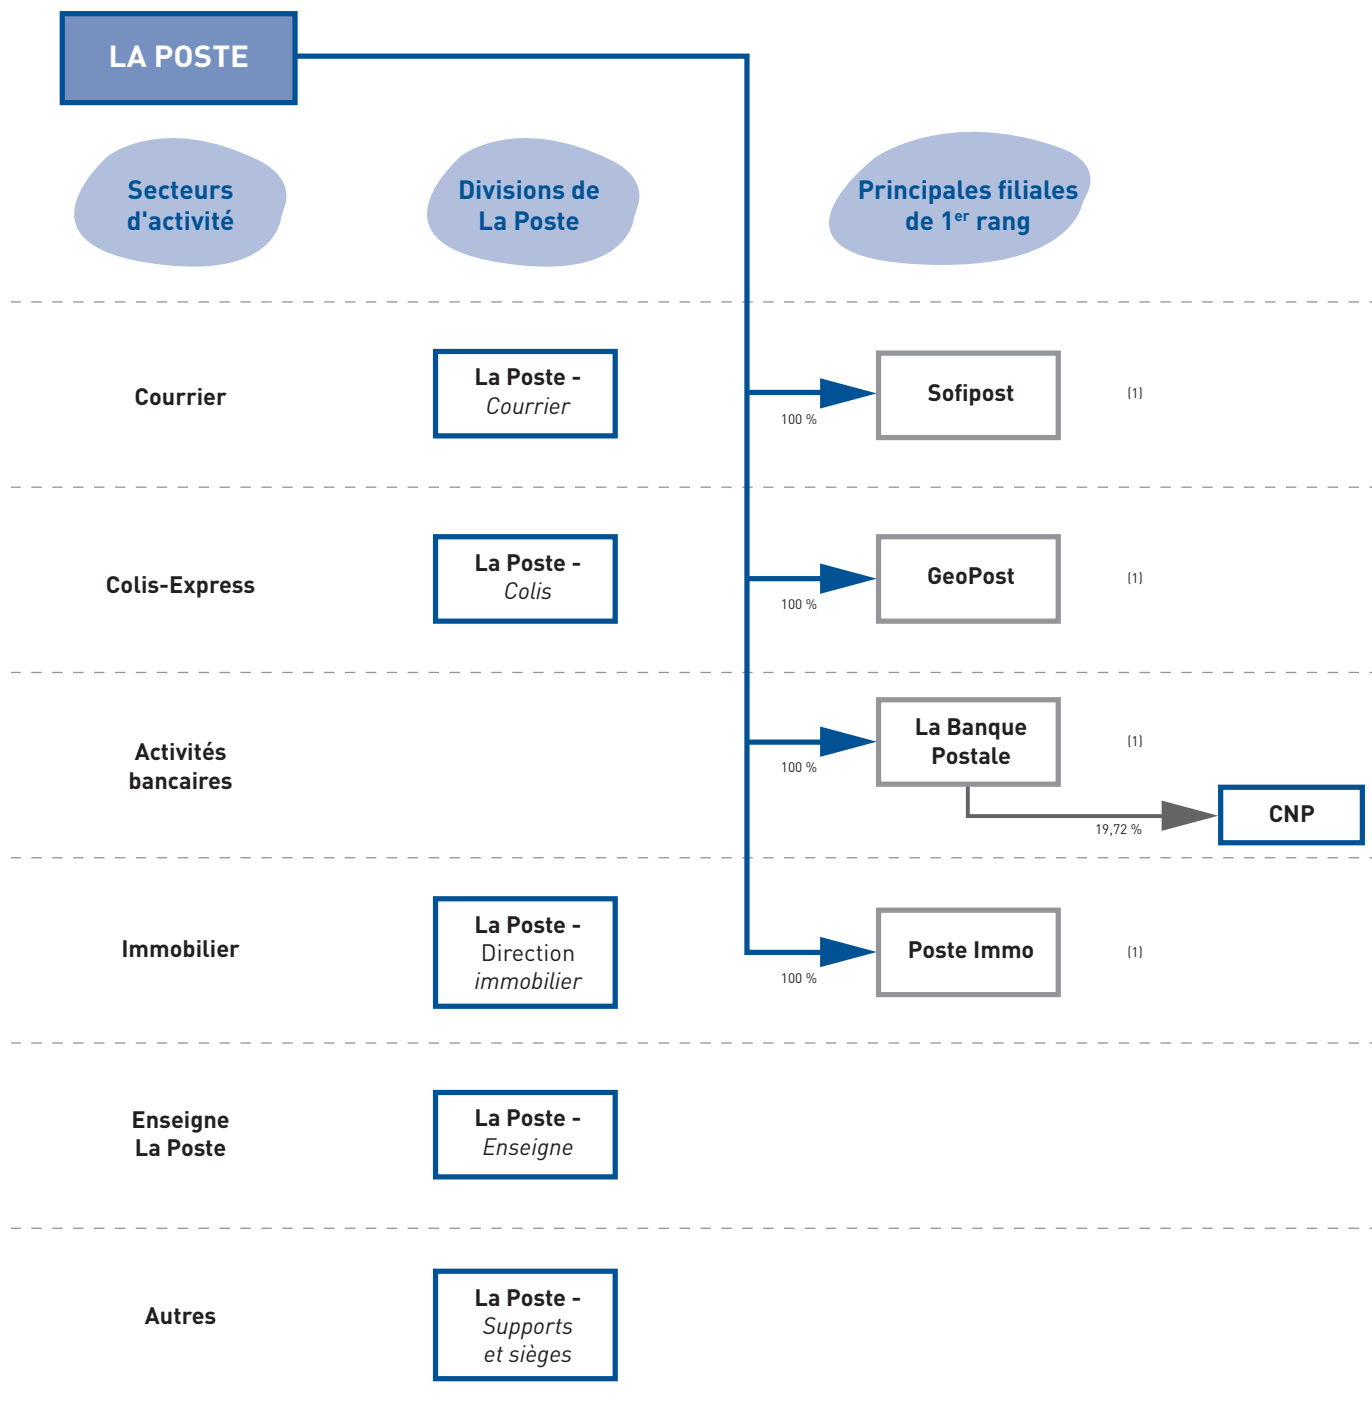 LA POSTE
Secteurs
d'activité
Divisions de
La Poste
Principales filiales
de 1er rang
Courrier
La Poste -
Courrier
100 %
Sofipost
(1)
Colis-Express
La Poste -
Colis
100 %
GeoPost
(1)
Activités
bancaires
100 %
La Banque
Postale
(1)
19,72 %
CNP
Immobilier
La Poste -
Direction
immobilier
100 %
Poste Immo
(1)
Enseigne
La Poste
La Poste -
Enseigne
Autres
La Poste -
Supports
et sièges